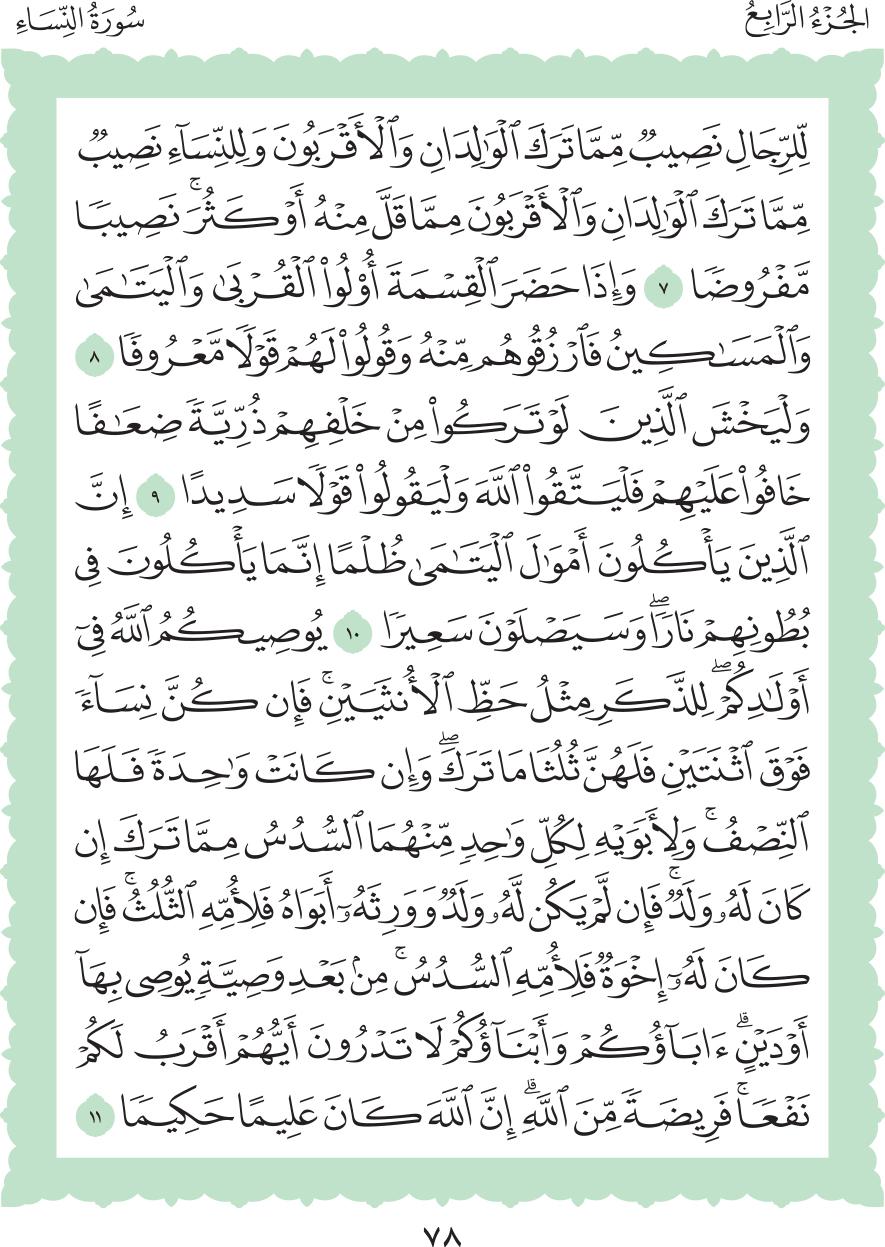 الجُزْءُ الرَّابِعُ
سُورَةُ النِّسَاءِ
لِّلرِّجَالِ نَصِيبٞ مِّمَّا تَرَكَ ٱلۡوَٰلِدَانِ وَٱلۡأَقۡرَبُونَ وَلِلنِّسَآءِ نَصِيبٞ
مِّمَّا تَرَكَ ٱلۡوَٰلِدَانِ وَٱلۡأَقۡرَبُونَ مِمَّا قَلَّ مِنۡهُ أَوۡ كَثُرَۚ نَصِيبٗا
مَّفۡرُوضٗا ٧ وَإِذَا حَضَرَ ٱلۡقِسۡمَةَ أُوْلُواْ ٱلۡقُرۡبَىٰ وَٱلۡيَتَٰمَىٰ
وَٱلۡمَسَٰكِينُ فَٱرۡزُقُوهُم مِّنۡهُ وَقُولُواْ لَهُمۡ قَوۡلٗا مَّعۡرُوفٗا ٨
وَلۡيَخۡشَ ٱلَّذِينَ لَوۡ تَرَكُواْ مِنۡ خَلۡفِهِمۡ ذُرِّيَّةٗ ضِعَٰفًا
خَافُواْ عَلَيۡهِمۡ فَلۡيَتَّقُواْ ٱللَّهَ وَلۡيَقُولُواْ قَوۡلٗا سَدِيدًا ٩ إِنَّ
ٱلَّذِينَ يَأۡكُلُونَ أَمۡوَٰلَ ٱلۡيَتَٰمَىٰ ظُلۡمًا إِنَّمَا يَأۡكُلُونَ فِي
بُطُونِهِمۡ نَارٗاۖ وَسَيَصۡلَوۡنَ سَعِيرٗا ١٠ يُوصِيكُمُ ٱللَّهُ فِيٓ
أَوۡلَٰدِكُمۡۖ لِلذَّكَرِ مِثۡلُ حَظِّ ٱلۡأُنثَيَيۡنِۚ فَإِن كُنَّ نِسَآءٗ
فَوۡقَ ٱثۡنَتَيۡنِ فَلَهُنَّ ثُلُثَا مَا تَرَكَۖ وَإِن كَانَتۡ وَٰحِدَةٗ فَلَهَا
ٱلنِّصۡفُۚ وَلِأَبَوَيۡهِ لِكُلِّ وَٰحِدٖ مِّنۡهُمَا ٱلسُّدُسُ مِمَّا تَرَكَ إِن
كَانَ لَهُۥ وَلَدٞۚ فَإِن لَّمۡ يَكُن لَّهُۥ وَلَدٞ وَوَرِثَهُۥٓ أَبَوَاهُ فَلِأُمِّهِ ٱلثُّلُثُۚ فَإِن
كَانَ لَهُۥٓ إِخۡوَةٞ فَلِأُمِّهِ ٱلسُّدُسُۚ مِنۢ بَعۡدِ وَصِيَّةٖ يُوصِي بِهَآ
أَوۡ دَيۡنٍۗ ءَابَآؤُكُمۡ وَأَبۡنَآؤُكُمۡ لَا تَدۡرُونَ أَيُّهُمۡ أَقۡرَبُ لَكُمۡ
نَفۡعٗاۚ فَرِيضَةٗ مِّنَ ٱللَّهِۗ إِنَّ ٱللَّهَ كَانَ عَلِيمًا حَكِيمٗا ١١
٧٨